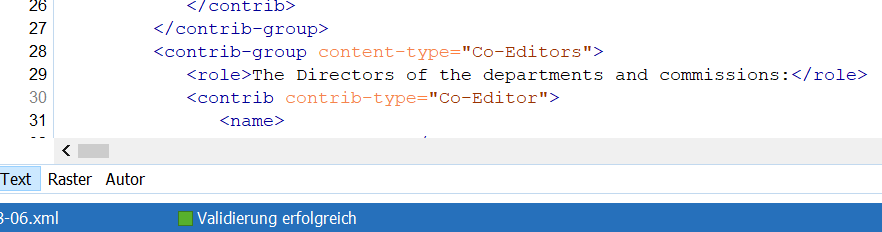 26 </contrib>
27 </contrib-group>
28 <contrib-group content-type="Co-Editors">
29 <role>The Directors of the departments and commissions:</role>
30 <contrib contrib-type="Co-Editor">
31 <name>
Text Raster Autor
3-06.xml Validierung erfolgreich